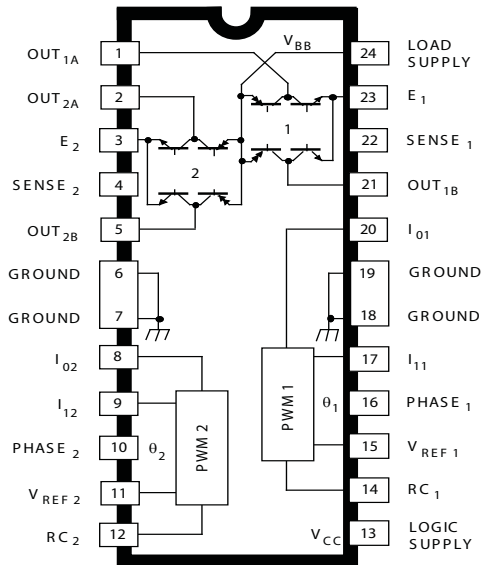 OUT1A 1
OUT2A 2
E2 3
SENSE2 4
OUT2B 5
GROUND 6
GROUND 7
I02 8
I12 9
PHASE2 10
VREF2 11
RC2 12
VBB
1
2
θ2
PWM 2
PWM 1
θ1
VCC
24 LOAD SUPPLY
23 E1
22 SENSE1
21 OUT1B
20 I01
19 GROUND
18 GROUND
17 I11
16 PHASE1
15 VREF1
14 RC1
13 LOGIC SUPPLY